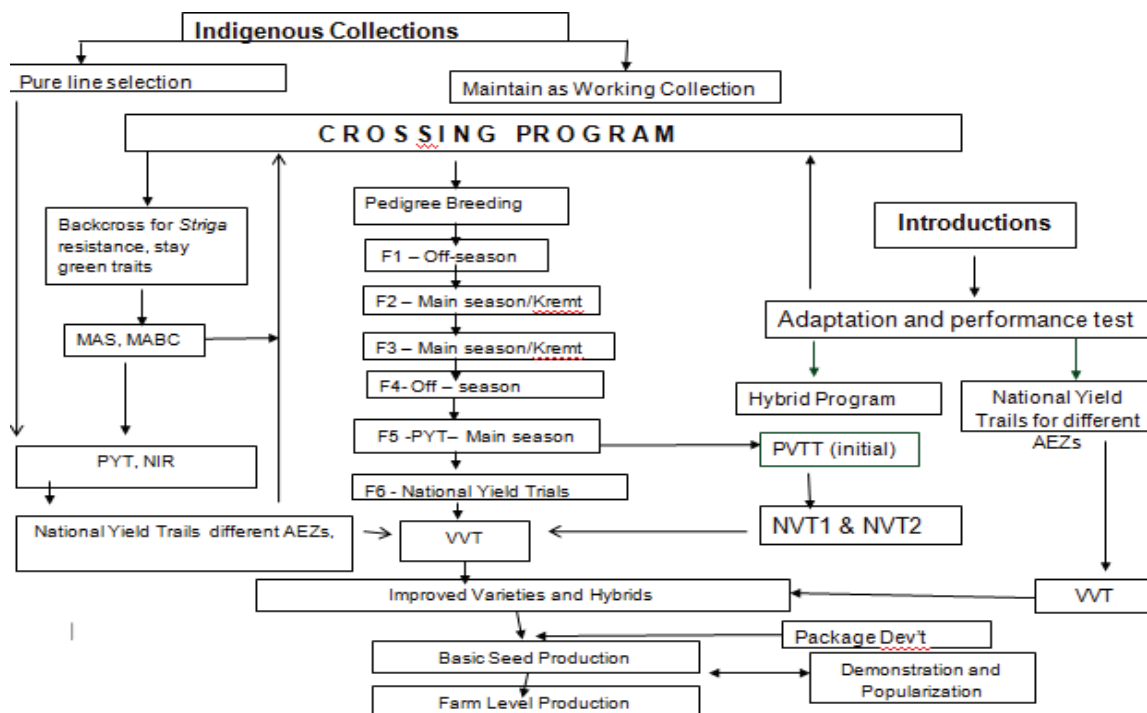 Indigenous Collections
Pure line selection
Maintain as Working Collection
CROSSING PROGRAM
Pedigree Breeding
Backcross for Striga
resistance, stay
green traits
Introductions
F1 – Off-season
F2 – Main season/Kremt
Adaptation and performance test
MAS, MABC
F3 – Main season/Kremt
F4- Off – season
Hybrid Program
National Yield
Trails for different
AEZs
F5 -PYT– Main season
PVTT (initial)
PYT, NIR
F6 - National Yield Trials
National Yield Trails different AEZs,
VVT
NVT1 & NVT2
Improved Varieties and Hybrids
VVT
Package Dev't
Basic Seed Production
Demonstration and
Popularization
Farm Level Production